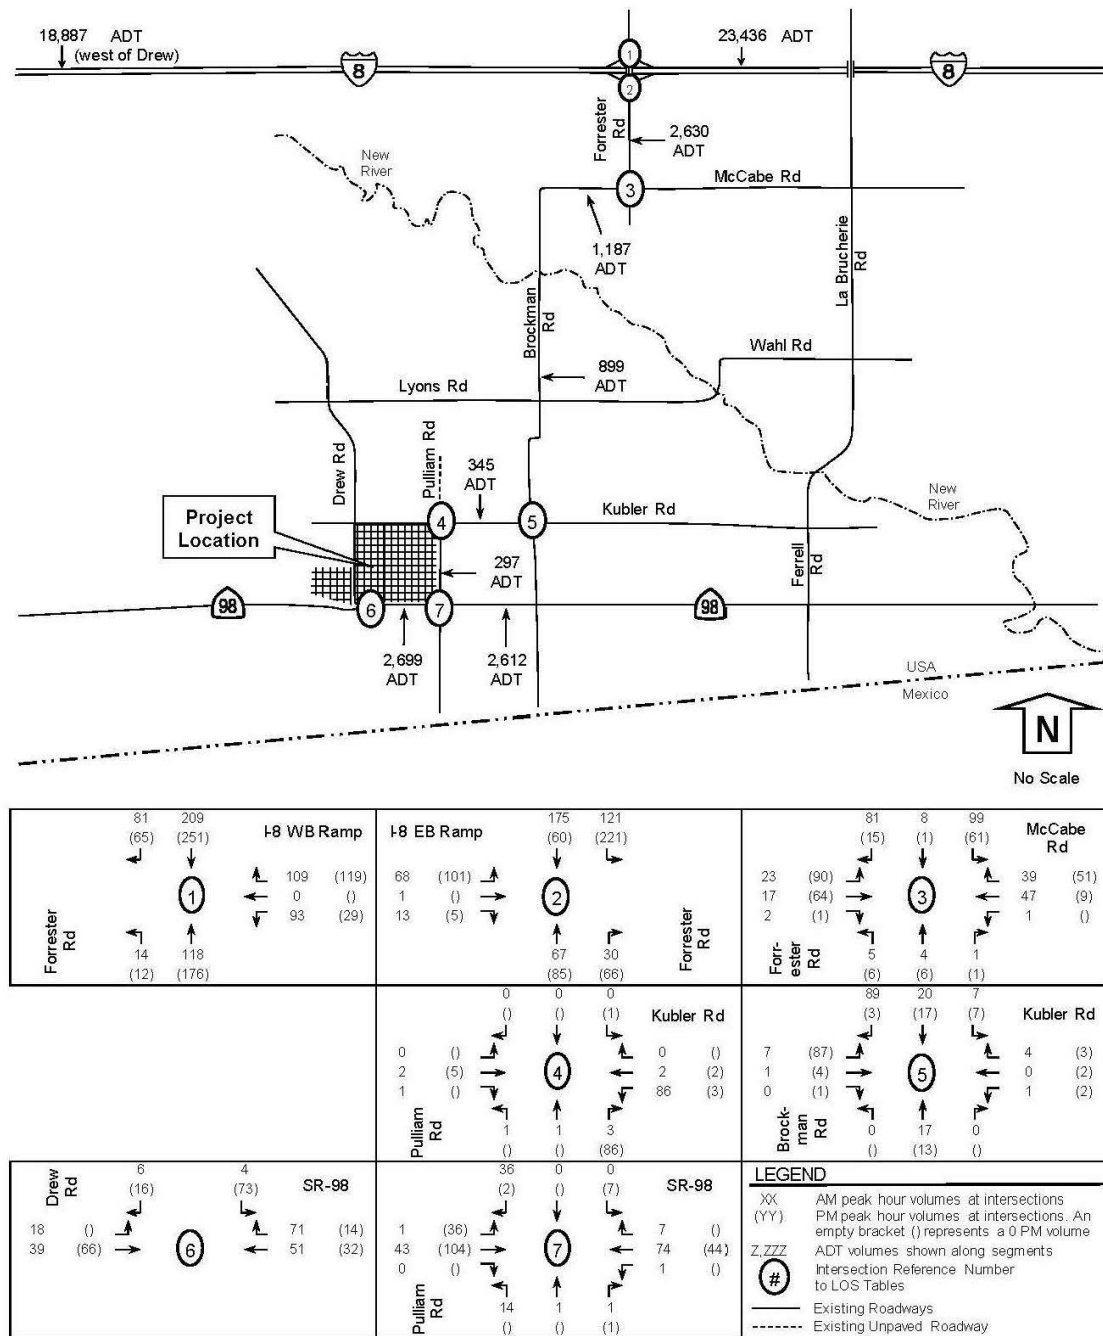 18,887 ADT
(west of Drew)
23,436 ADT
8
1
8
2
Forrester
Rd
2,630
ADT
New
River
McCabe Rd
3
1,187
ADT
La Brucherie
Rd
Brockman
Rd
Wahl Rd
899
ADT
Lyons Rd
Drew Rd
Pulliam Rd
345
ADT
Project
Location
4
5
Kubler Rd
New
River
297
ADT
Ferrell
Rd
98
6
7
98
2,699
ADT
2,612
ADT
USA
Mexico
N
No Scale
81 209
(65) (251)
I-8 WB Ramp
109 (119)
1 0 ()
93 (29)
Forrester
Rd
14 118
(12) (176)
I-8 EB Ramp
175 121
(60) (221)
68 (101)
1 () 2
13 (5)
67 30
(85) (66)
Forrester
Rd
81 8 99
(15) (1) (61)
McCabe
Rd
23 (90) 39 (51)
17 (64) 3 47 (9)
2 (1) 1 ()
For-
rester
Rd
5 4 1
(6) (6) (1)
0 0 0
() () (1)
Kubler Rd
0 () 0 ()
2 (5) 4 2 (2)
1 () 86 (3)
Pulliam
Rd
1 1 3
() () (86)
89 20 7
(3) (17) (7)
Kubler Rd
7 (87) 4 (3)
1 (4) 5 0 (2)
0 (1) 1 (2)
Brock-
man
Rd
0 17 0
() (13) ()
Drew
Rd
6 4
(16) (73)
SR-98
18 () 71 (14)
39 (66) 6 51 (32)
36 0 0
(2) () (7)
SR-98
1 (36) 7 ()
43 (104) 7 74 (44)
0 () 1 ()
Pulliam
Rd
14 1 1
() () (1)
LEGEND
XX AM peak hour volumes at intersections
(YY) PM peak hour volumes at intersections. An
empty bracket () represents a 0 PM volume
Z,ZZZ ADT volumes shown along segments
# Intersection Reference Number
to LOS Tables
Existing Roadways
Existing Unpaved Roadway